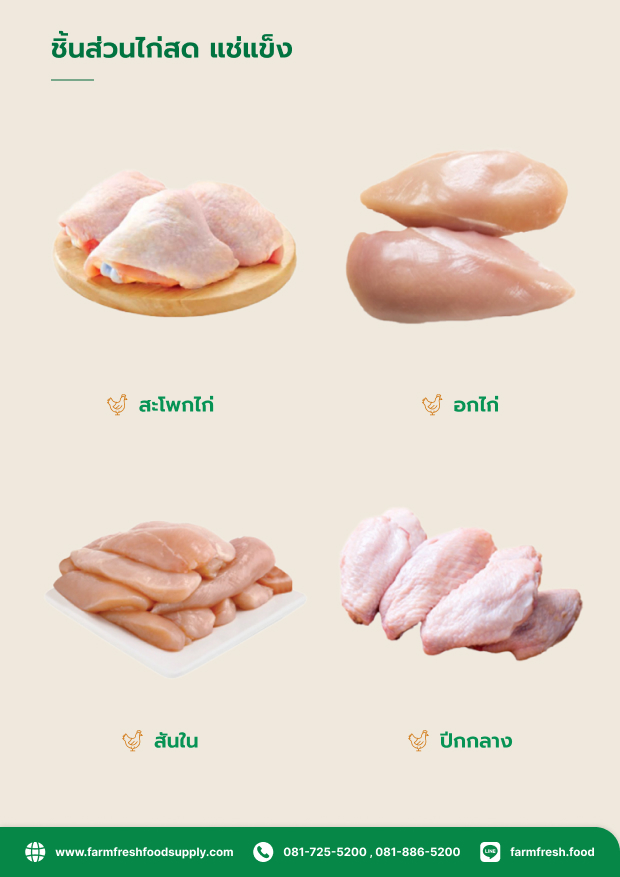 ชิ้นส่วนไก่สด แช่แข็ง
สะโพกไก่
อกไก่
สันใน
ปีกกลาง
www.farmfreshfoodsupply.com
081-725-5200 , 081-886-5200
LINE
farmfresh.food